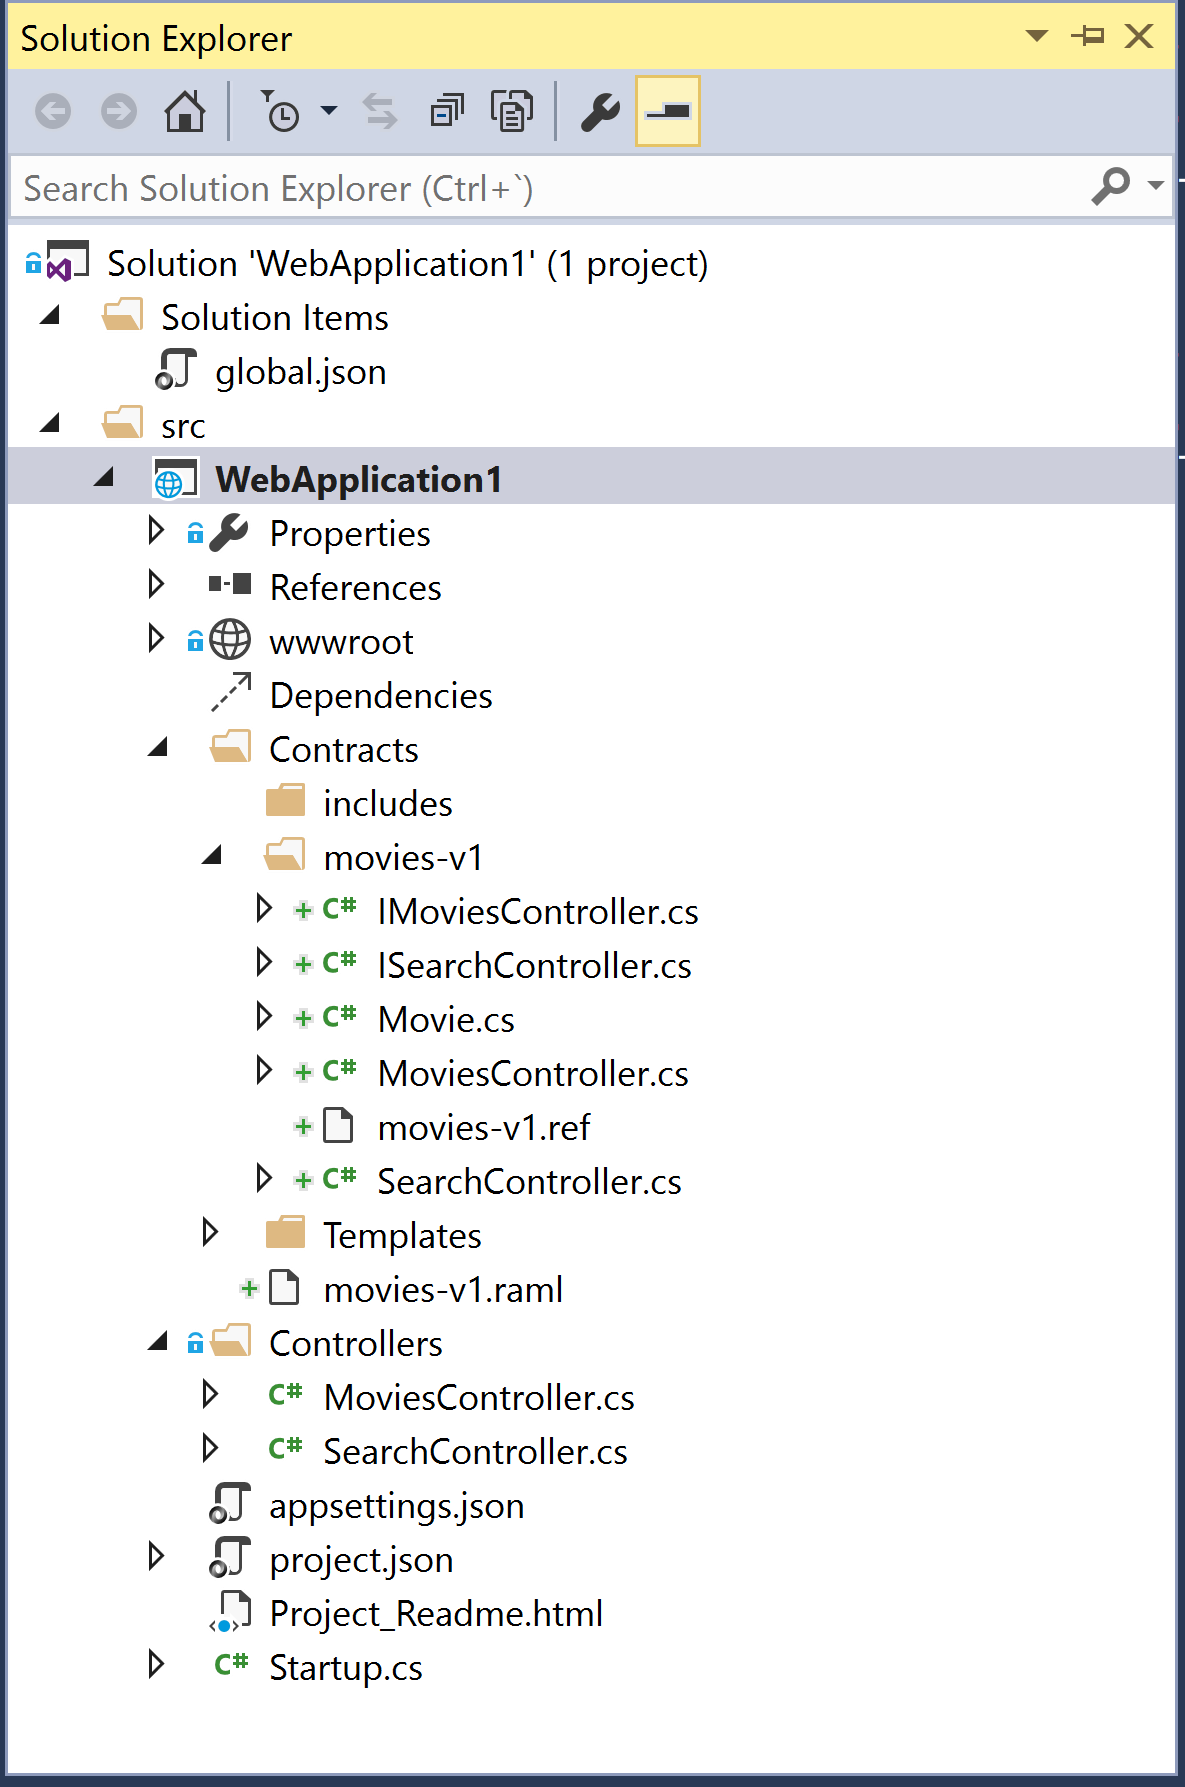 Solution Explorer
Search Solution Explorer (Ctrl+`)
Solution 'WebApplication1' (1 project)
Solution Items
global.json
src
WebApplication1
Properties
References
wwwroot
Dependencies
Contracts
includes
movies-v1
C# IMoviesController.cs
C# ISearchController.cs
C# Movie.cs
C# MoviesController.cs
movies-v1.ref
C# SearchController.cs
Templates
movies-v1.raml
Controllers
C# MoviesController.cs
C# SearchController.cs
appsettings.json
project.json
Project_Readme.html
C# Startup.cs